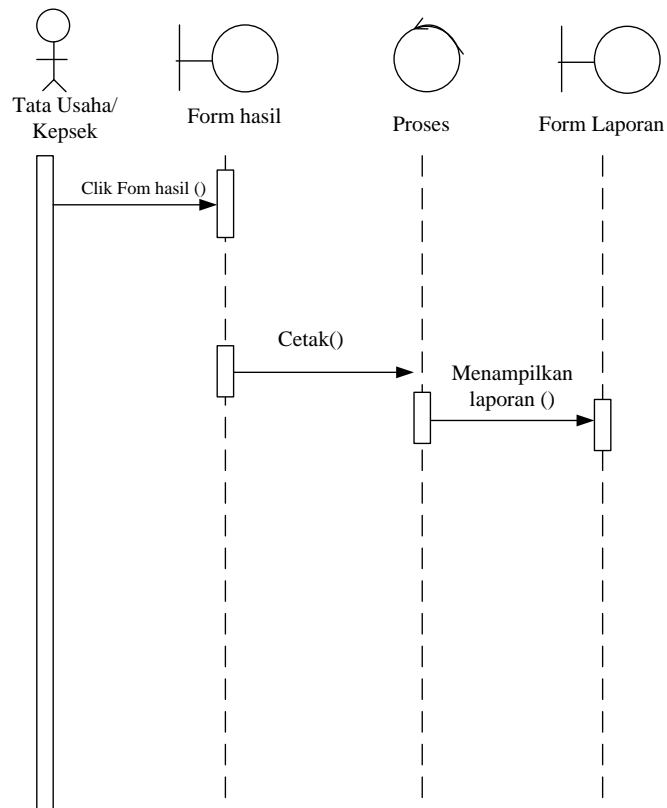 Tata Usaha/
Kepsek
Form hasil
Proses
Form Laporan
Clik Fom hasil ()
Cetak()
Menampilkan
laporan ()